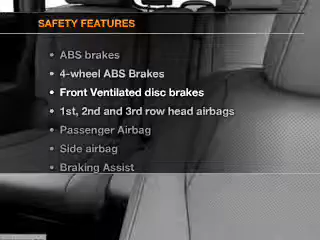 SAFETY FEATURES
• ABS brakes
• 4-wheel ABS Brakes
• Front Ventilated disc brakes
• 1st, 2nd and 3rd row head airbags
• Passenger Airbag
• Side airbag
• Braking Assist